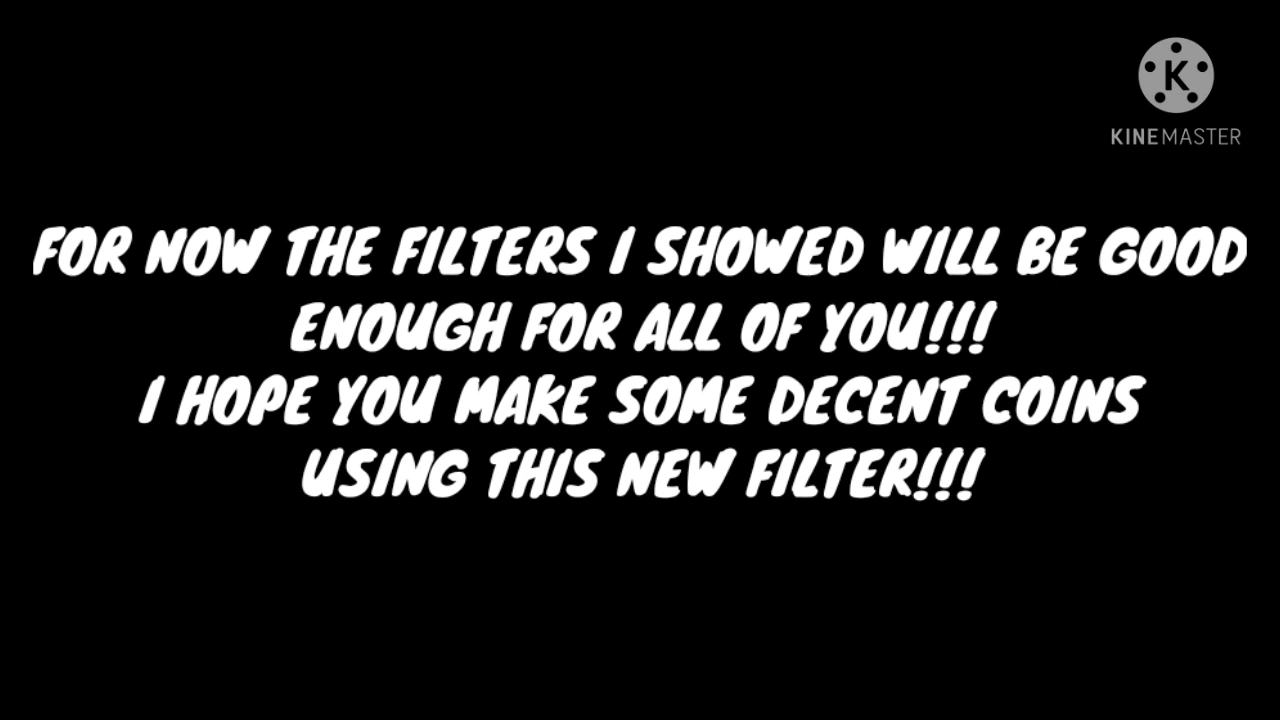 K
KINEMASTER
FOR NOW THE FILTERS I SHOWED WILL BE GOOD
ENOUGH FOR ALL OF YOU!!!
I HOPE YOU MAKE SOME DECENT COINS
USING THIS NEW FILTER!!!